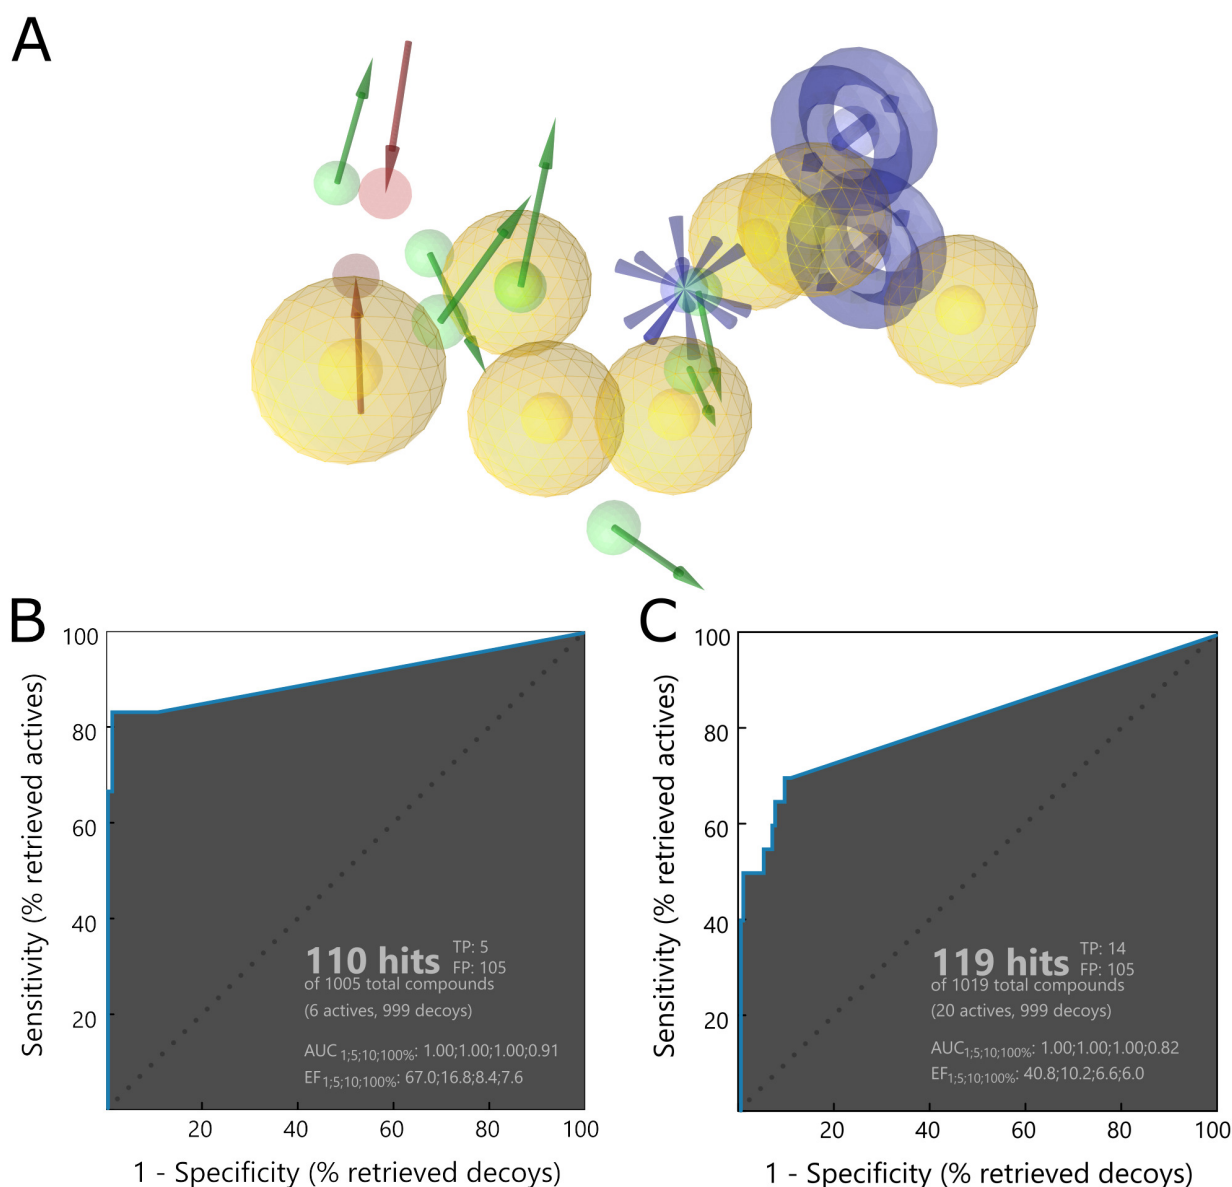 A
B
100
80
60
40
20
Sensitivity (% retrieved actives)
110 hits
TP: 5
FP: 105
of 1005 total compounds
(6 actives, 999 decoys)
AUC1;5;10;100%: 1.00;1.00;1.00;0.91
EF1;5;10;100%: 67.0;16.8;8.4;7.6
20
40
60
80
100
1 - Specificity (% retrieved decoys)
C
100
80
60
40
20
Sensitivity (% retrieved actives)
119 hits
TP: 14
FP: 105
of 1019 total compounds
(20 actives, 999 decoys)
AUC1;5;10;100%: 1.00;1.00;1.00;0.82
EF1;5;10;100%: 40.8;10.2;6.6;6.0
20
40
60
80
100
1 - Specificity (% retrieved decoys)